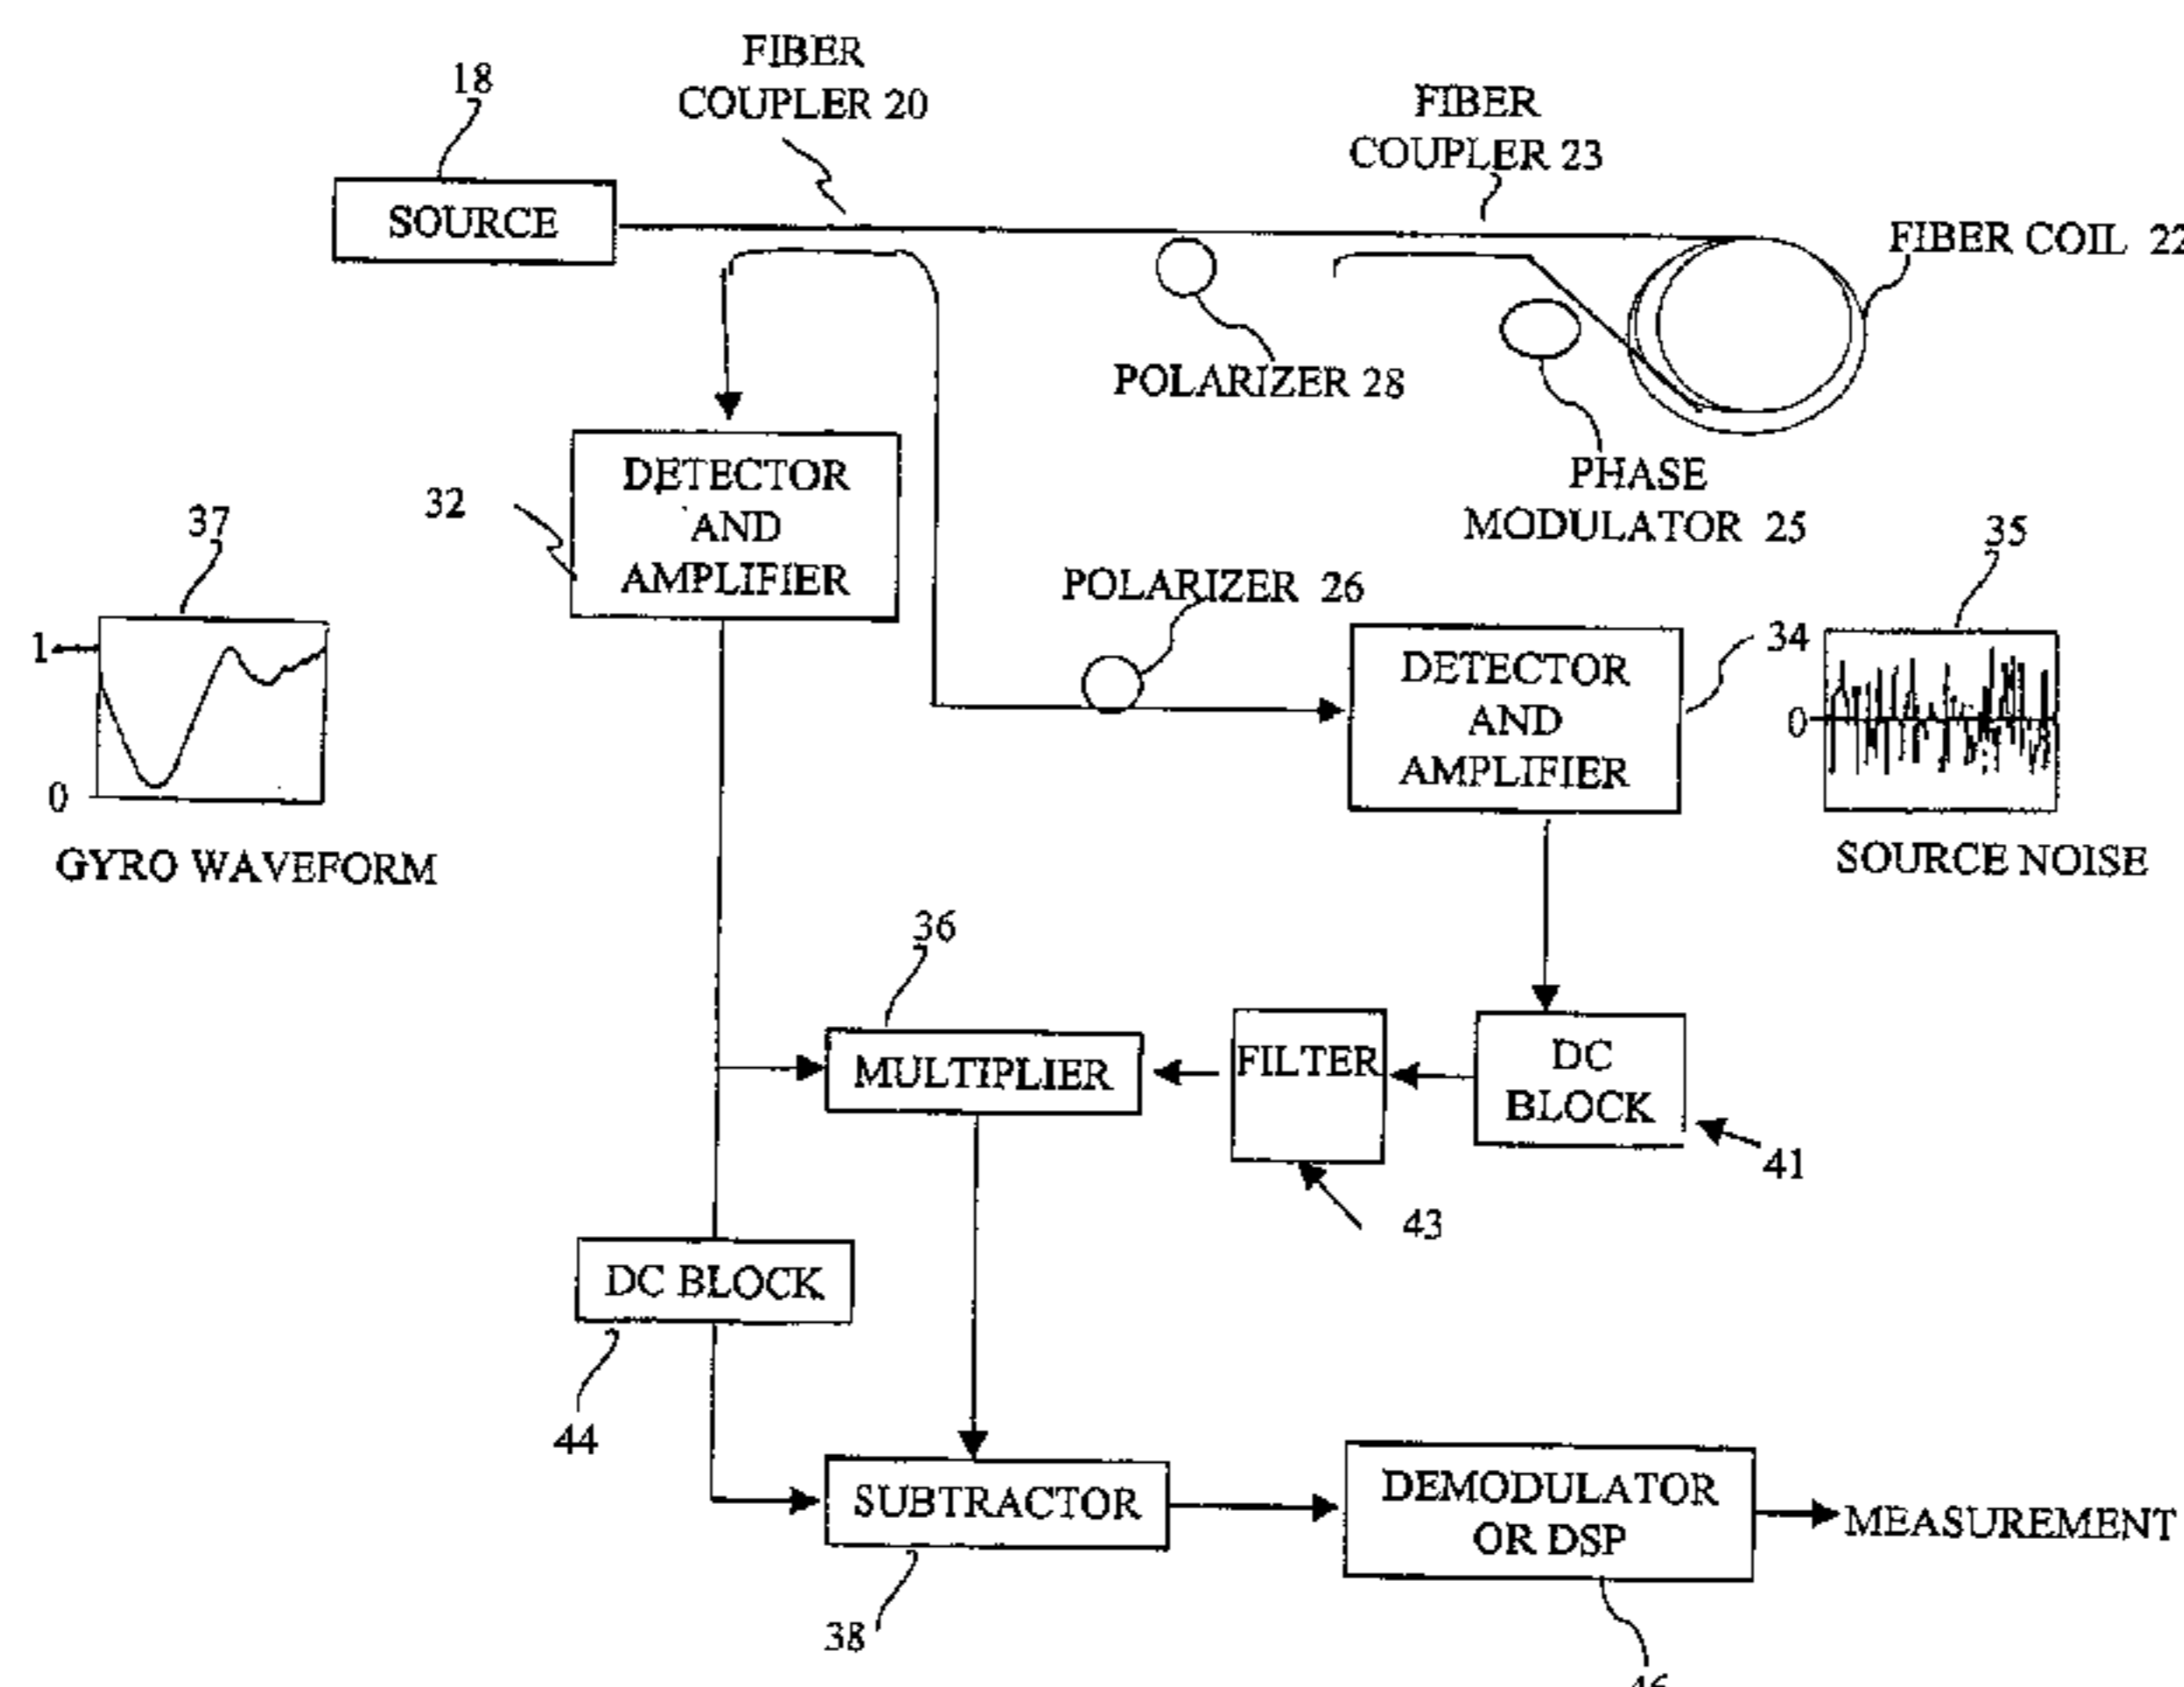 18
FIBER
COUPLER 20
FIBER
COUPLER 23
SOURCE
FIBER COIL 22
POLARIZER 28
PHASE
MODULATOR 25
32
DETECTOR
AND
AMPLIFIER
37
1
0
GYRO WAVEFORM
POLARIZER 26
DETECTOR
AND
AMPLIFIER
34
35
0
SOURCE NOISE
36
MULTIPLIER
FILTER
DC
BLOCK
41
43
DC BLOCK
44
SUBTRACTOR
38
DEMODULATOR
OR DSP
MEASUREMENT
46